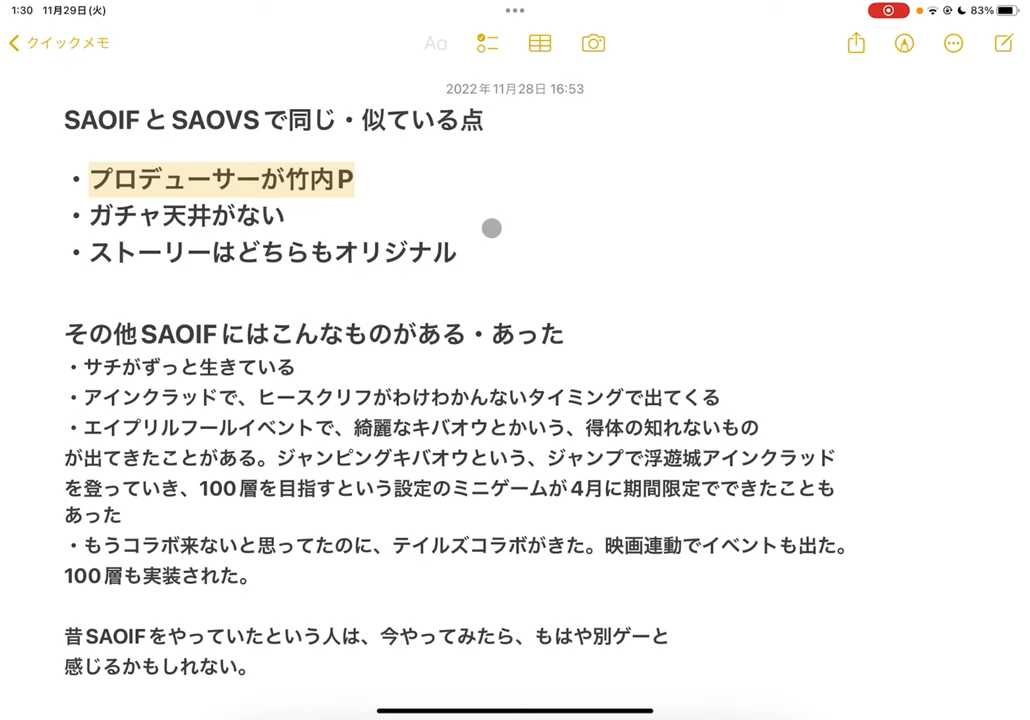 1:30 11月29日(火)
83%
クイックメモ
Aa
2022年11月28日 16:53
SAOIFとSAOVSで同じ・似ている点
・プロデューサーが竹内P
・ガチャ天井がない
・ストーリーはどちらもオリジナル
その他SAOIFにはこんなものがある・あった
・サチがずっと生きている
・アインクラッドで、ヒースクリフがわけわかんないタイミングで出てくる
・エイプリルフールイベントで、綺麗なキバオウとかいう、得体の知れないもの
が出てきたことがある。ジャンピングキバオウという、ジャンプで浮遊城アインクラッド
を登っていき、100層を目指すという設定のミニゲームが4月に期間限定でできたことも
あった
・もうコラボ来ないと思ってたのに、テイルズコラボがきた。映画連動でイベントも出た。
100層も実装された。
昔SAOIFをやっていたという人は、今やってみたら、もはや別ゲーと
感じるかもしれない。